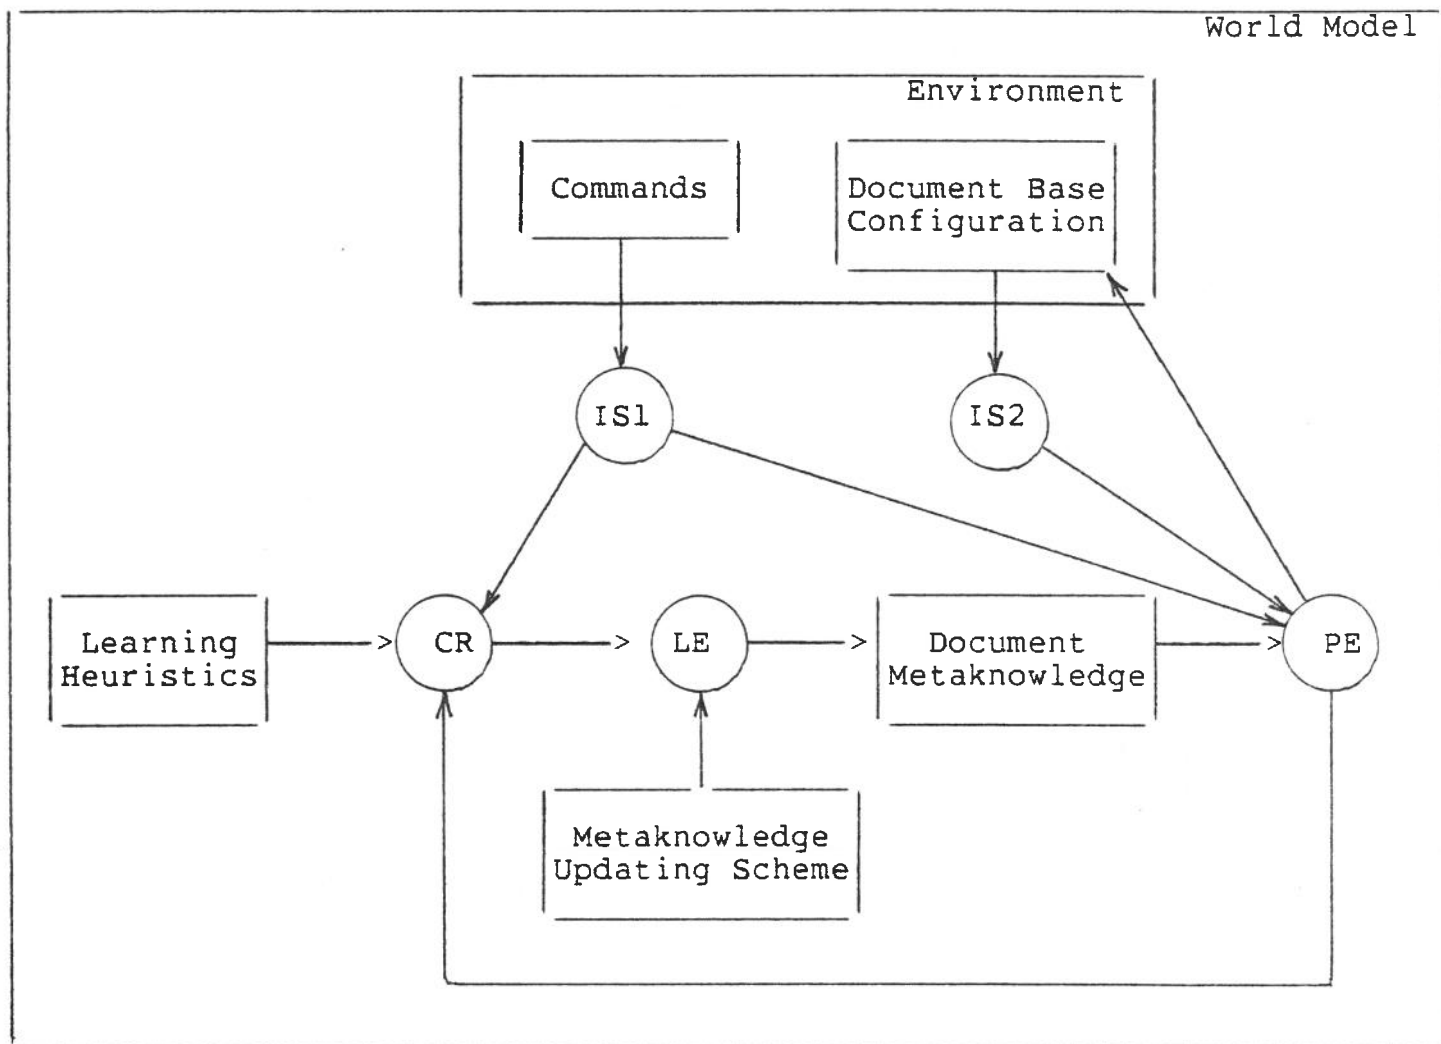 World Model
Environment
Commands
Document Base
Configuration
IS1
IS2
Learning
Heuristics
CR
LE
Document
Metaknowledge
PE
Metaknowledge
Updating Scheme